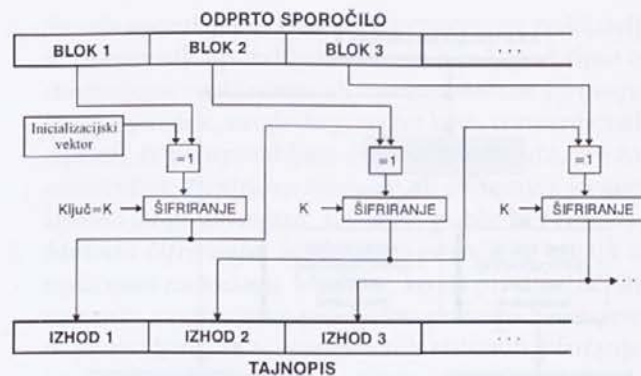 ODPRTO SPOROČILO
BLOK 1 BLOK 2 BLOK 3 . . .
Inicializacijski
vektor
=1 =1 =1
Ključ=K ŠIFRIRANJE K ŠIFRIRANJE K ŠIFRIRANJE
IZHOD 1 IZHOD 2 IZHOD 3 . . .
TAJNOPIS